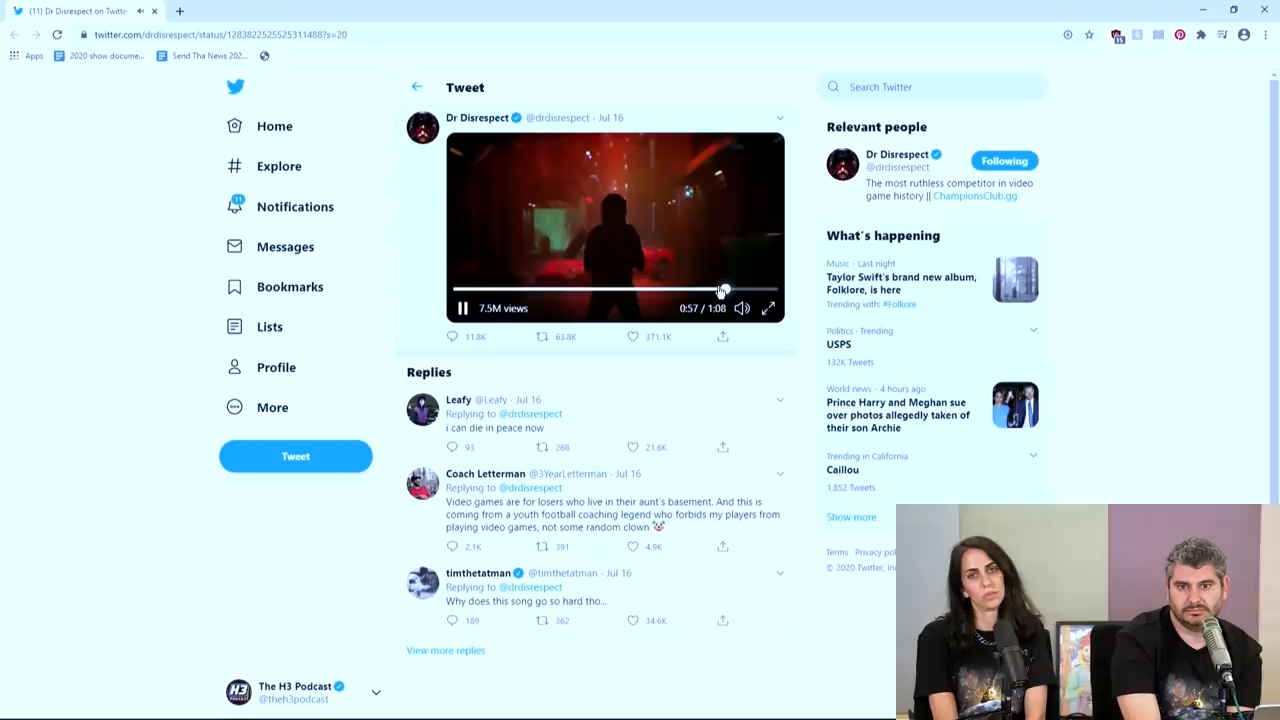 (11) Dr Disrespect on Twitte
twitter.com/drdisrespect/status/1283822525525311488?s=20
Apps
2020 show docume...
Send Tha News 202...
15
Home
Explore
11
Notifications
Messages
Bookmarks
Lists
Profile
More
Tweet
H3
PODCAST
The H3 Podcast
@theh3podcast
Tweet
Dr Disrespect @drdisrespect · Jul 16
7.5M views
0:57 / 1:08
11.8K 63.8K 371.1K
Replies
Leafy @Leafy · Jul 16
Replying to @drdisrespect
i can die in peace now
93 268 21.6K
Coach Letterman @3YearLetterman · Jul 16
Replying to @drdisrespect
Video games are for losers who live in their aunt's basement. And this is
coming from a youth football coaching legend who forbids my players from
playing video games, not some random clown 🤡
2.1K 391 4.9K
timthetatman @timthetatman · Jul 16
Replying to @drdisrespect
Why does this song go so hard tho...
189 362 34.6K
View more replies
Search Twitter
Relevant people
Dr Disrespect
@drdisrespect
Following
The most ruthless competitor in video
game history || ChampionsClub.gg
What's happening
Music · Last night
Taylor Swift's brand new album,
Folklore, is here
Trending with: #Folkore
Politics · Trending
USPS
132K Tweets
World news · 4 hours ago
Prince Harry and Meghan sue
over photos allegedly taken of
their son Archie
Trending in California
Caillou
1,852 Tweets
Show more
Terms Privacy pol
© 2020 Twitter, In